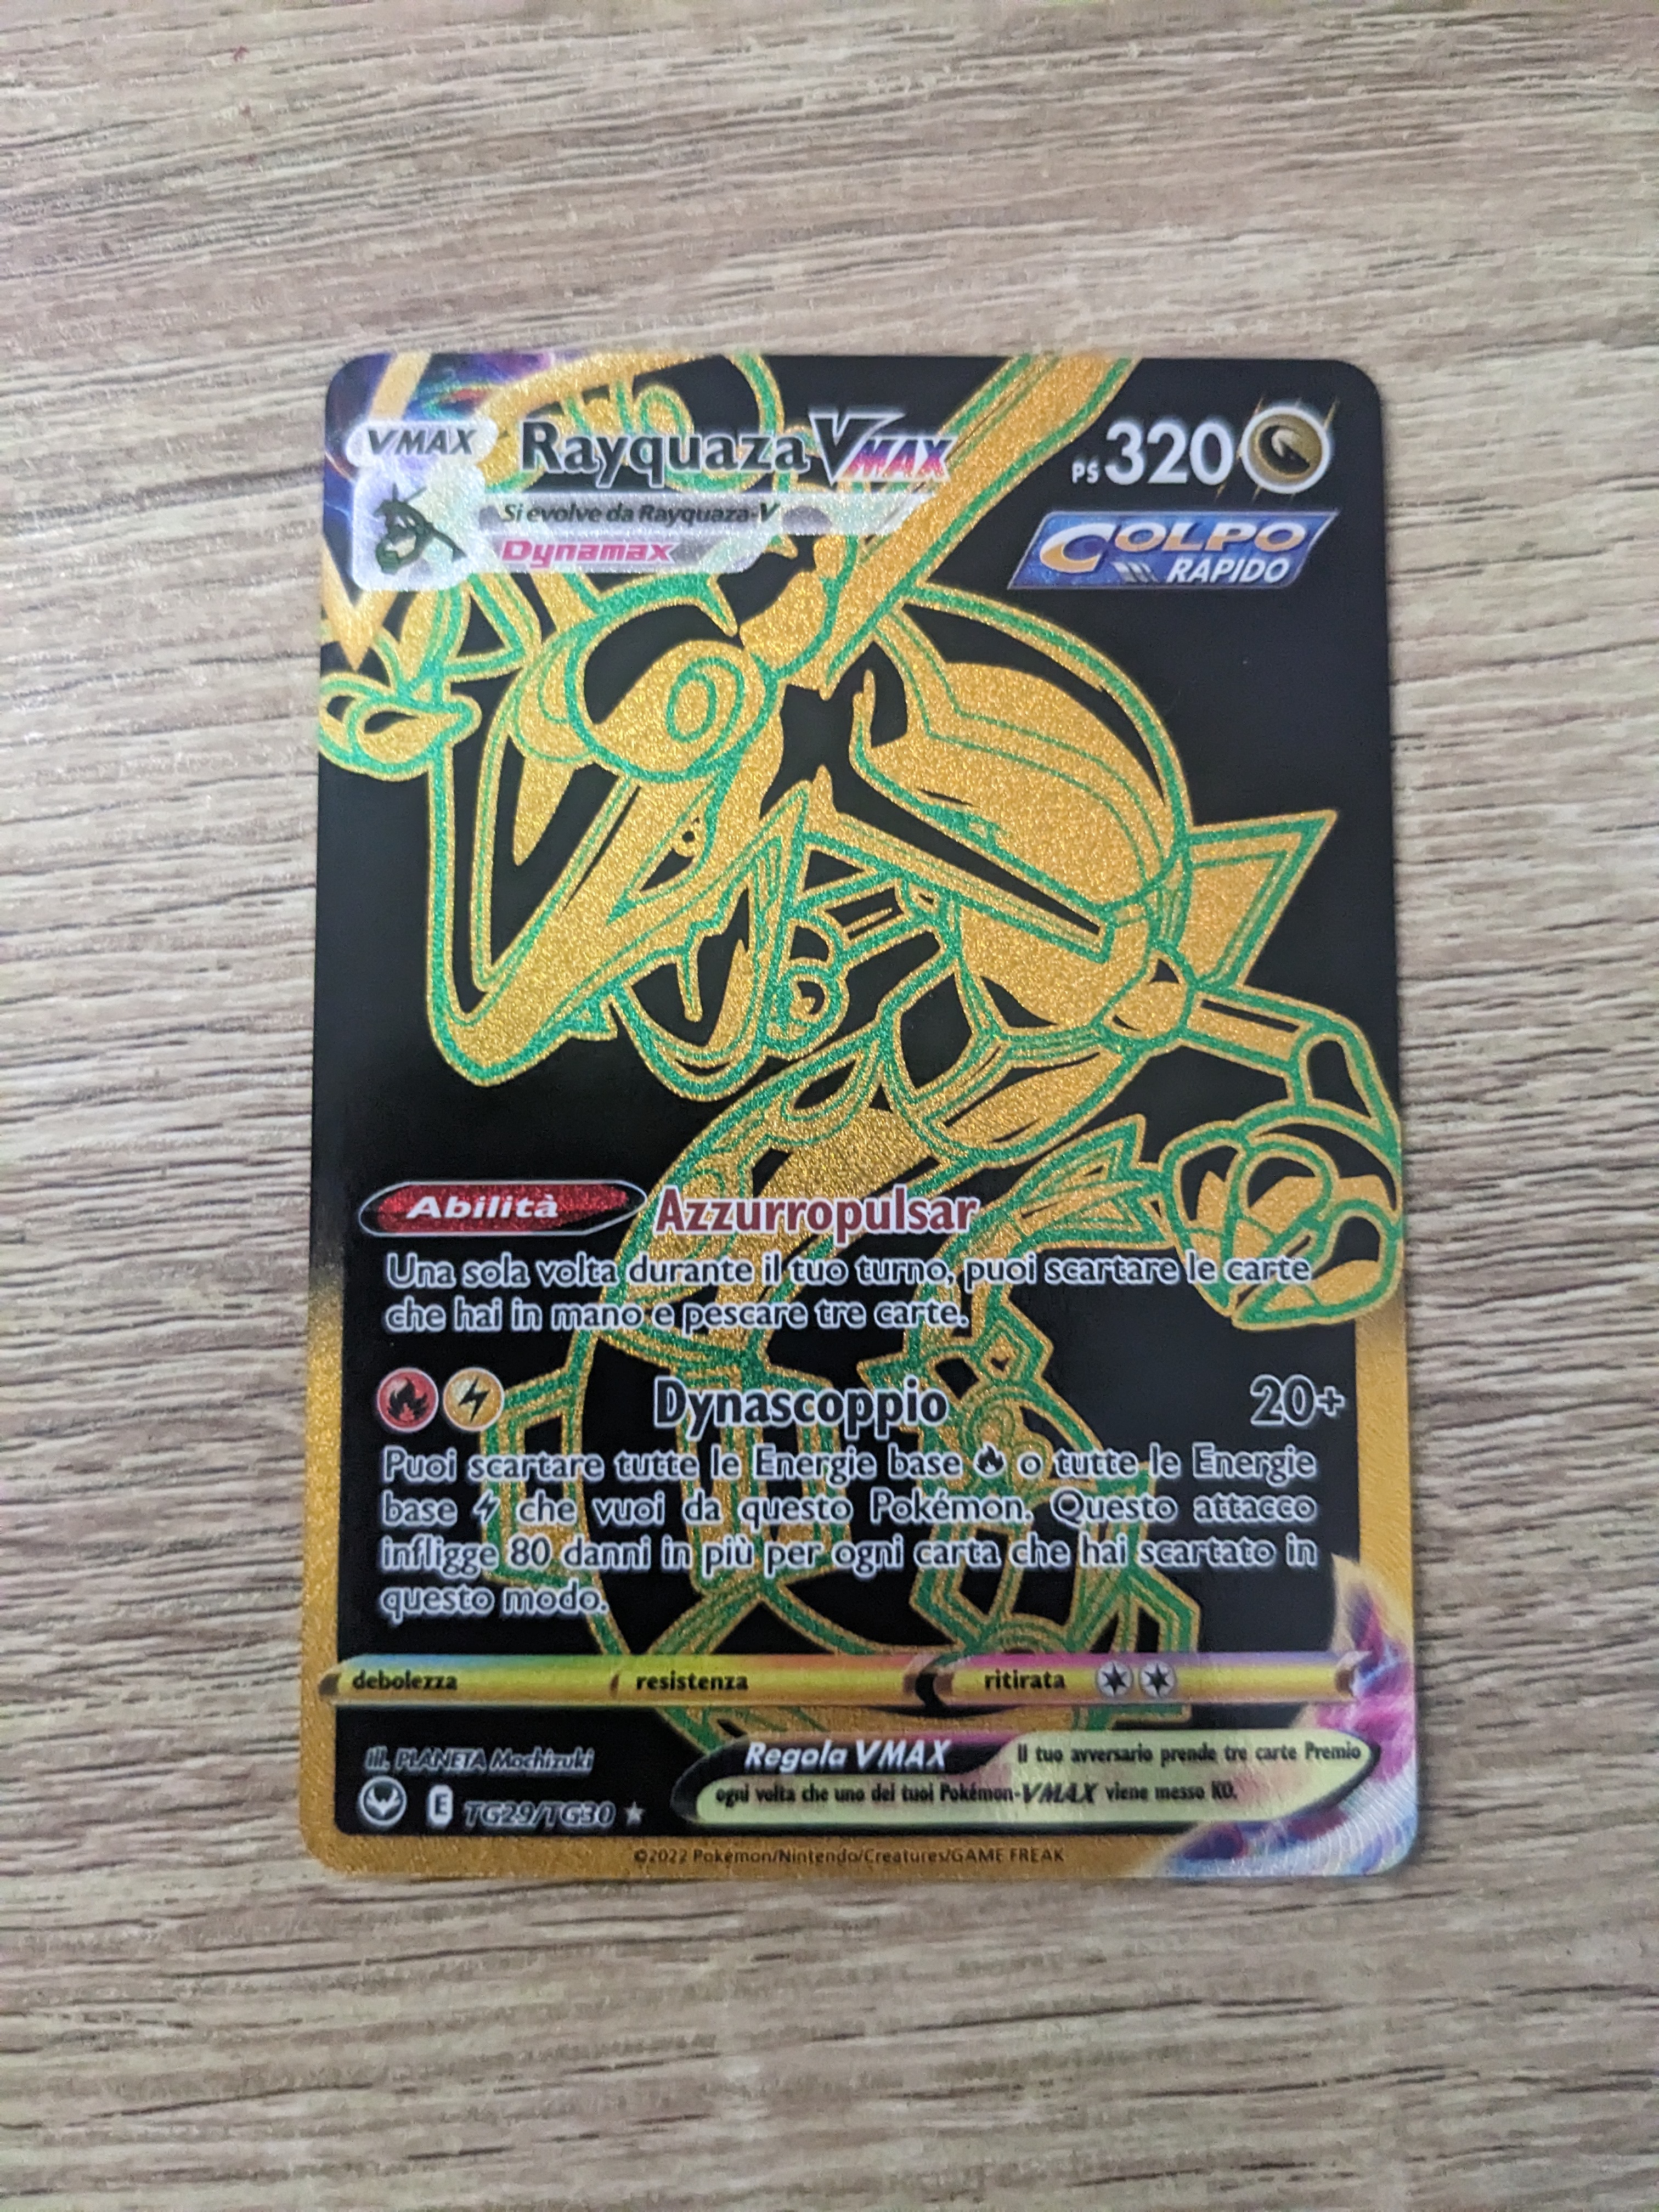 VMAX Rayquaza VMAX PS 320
Si evolve da Rayquaza-V
Dynamax
COLPO
RAPIDO
Abilità Azzurropulsar
Una sola volta durante il tuo turno, puoi scartare le carte
che hai in mano e pescare tre carte.
Dynascoppio 20+
Puoi scartare tutte le Energie base o tutte le Energie
base che vuoi da questo Pokémon. Questo attacco
infligge 80 danni in più per ogni carta che hai scartato in
questo modo.
debolezza resistenza ritirata
Ill. PLANETA Mochizuki
Regola VMAX Il tuo avversario prende tre carte Premio
ogni volta che uno dei tuoi Pokémon-VMAX viene messo KO.
E TG29/TG30
©2022 Pokémon/Nintendo/Creatures/GAME FREAK